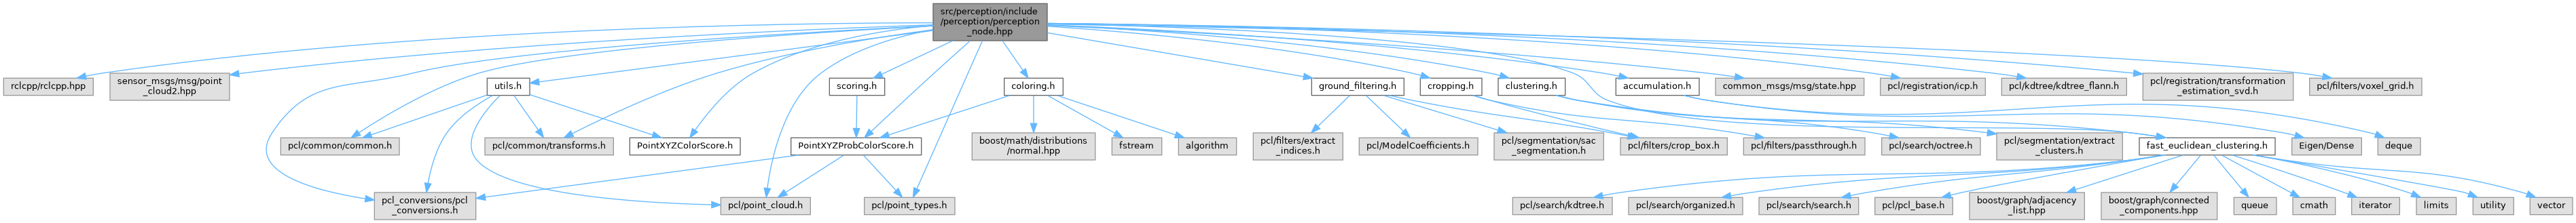 src/perception/include
/perception/perception
_node.hpp
rclcpp/rclcpp.hpp
sensor_msgs/msg/point
_cloud2.hpp
utils.h
scoring.h
coloring.h
ground_filtering.h
cropping.h
clustering.h
accumulation.h
common_msgs/msg/state.hpp
pcl/registration/icp.h
pcl/kdtree/kdtree_flann.h
pcl/registration/transformation
_estimation_svd.h
pcl/filters/voxel_grid.h
pcl/common/common.h
pcl/common/transforms.h
PointXYZColorScore.h
PointXYZProbColorScore.h
boost/math/distributions
/normal.hpp
fstream
algorithm
pcl/filters/extract
_indices.h
pcl/ModelCoefficients.h
pcl/segmentation/sac
_segmentation.h
pcl/filters/crop_box.h
pcl/filters/passthrough.h
pcl/search/octree.h
pcl/segmentation/extract
_clusters.h
fast_euclidean_clustering.h
Eigen/Dense
deque
pcl_conversions/pcl
_conversions.h
pcl/point_cloud.h
pcl/point_types.h
pcl/search/kdtree.h
pcl/search/organized.h
pcl/search/search.h
pcl/pcl_base.h
boost/graph/adjacency
_list.hpp
boost/graph/connected
_components.hpp
queue
cmath
iterator
limits
utility
vector